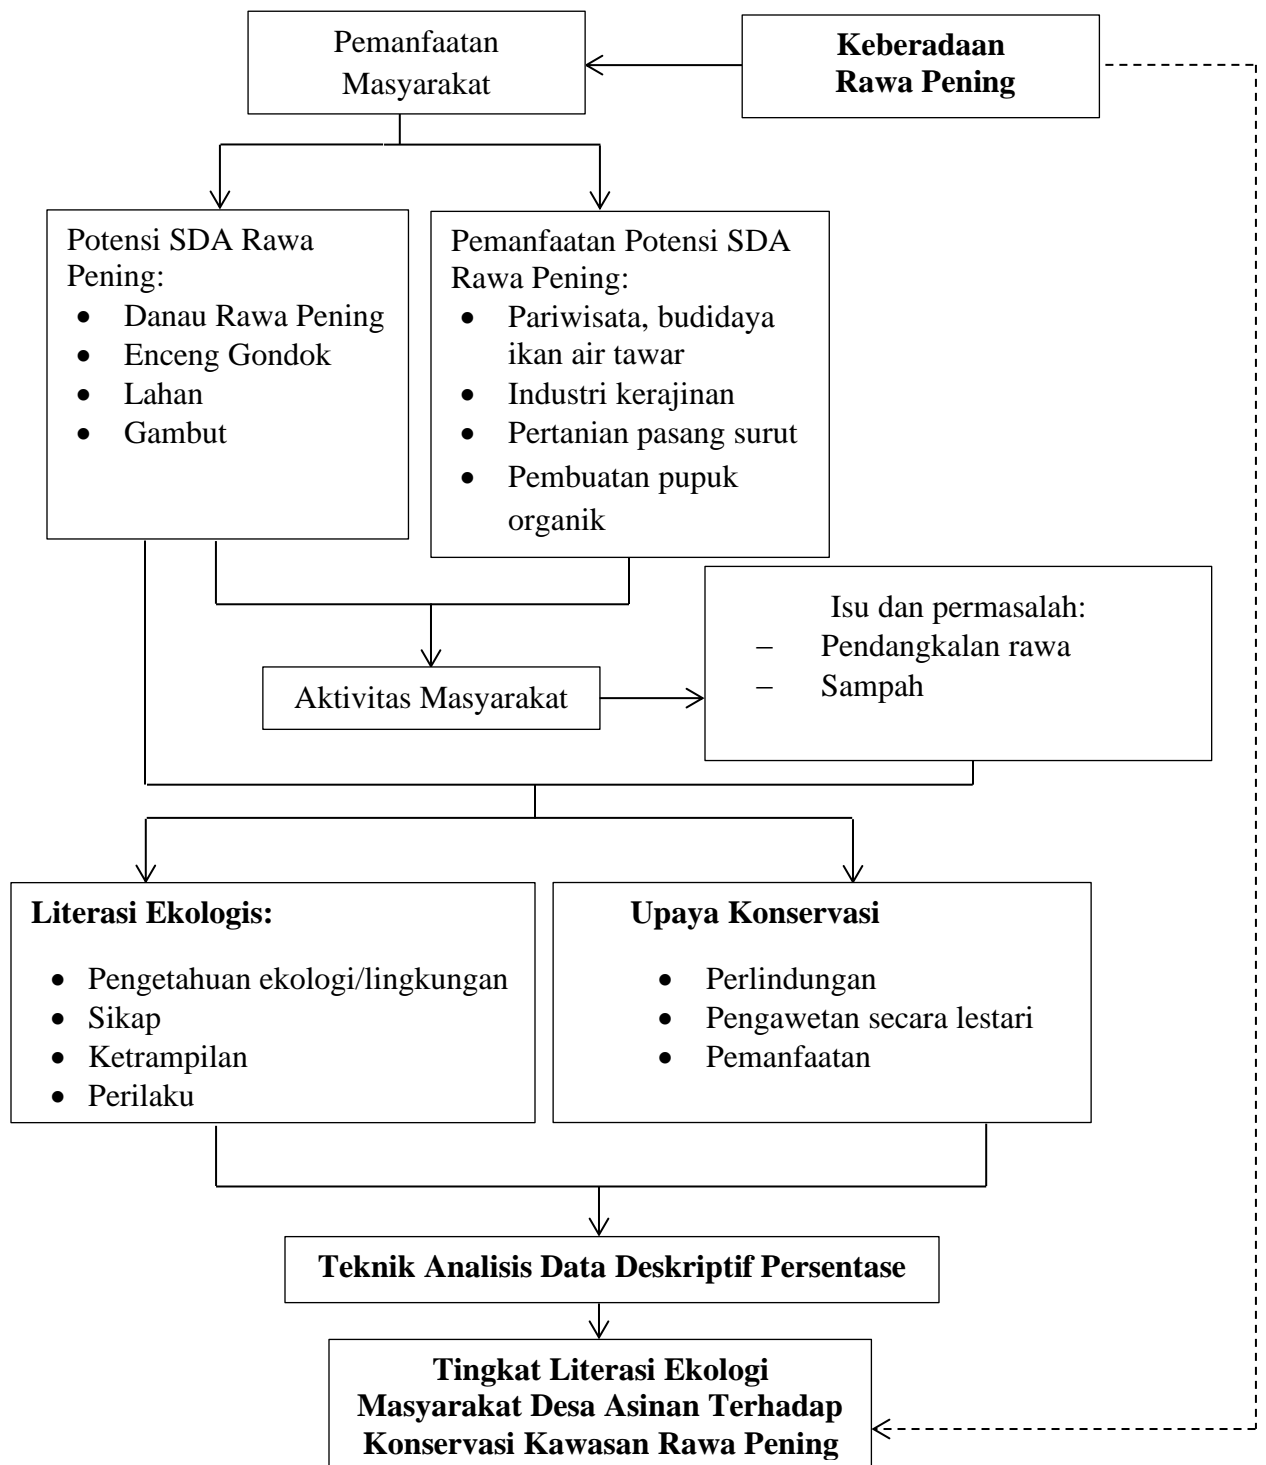 Pemanfaatan
Masyarakat
Keberadaan
Rawa Pening
Potensi SDA Rawa
Pening:
• Danau Rawa Pening
• Enceng Gondok
• Lahan
• Gambut
Pemanfaatan Potensi SDA
Rawa Pening:
• Pariwisata, budidaya
ikan air tawar
• Industri kerajinan
• Pertanian pasang surut
• Pembuatan pupuk
organik
Isu dan permasalah:
– Pendangkalan rawa
– Sampah
Aktivitas Masyarakat
Literasi Ekologis:
• Pengetahuan ekologi/lingkungan
• Sikap
• Ketrampilan
• Perilaku
Upaya Konservasi
• Perlindungan
• Pengawetan secara lestari
• Pemanfaatan
Teknik Analisis Data Deskriptif Persentase
Tingkat Literasi Ekologi
Masyarakat Desa Asinan Terhadap
Konservasi Kawasan Rawa Pening